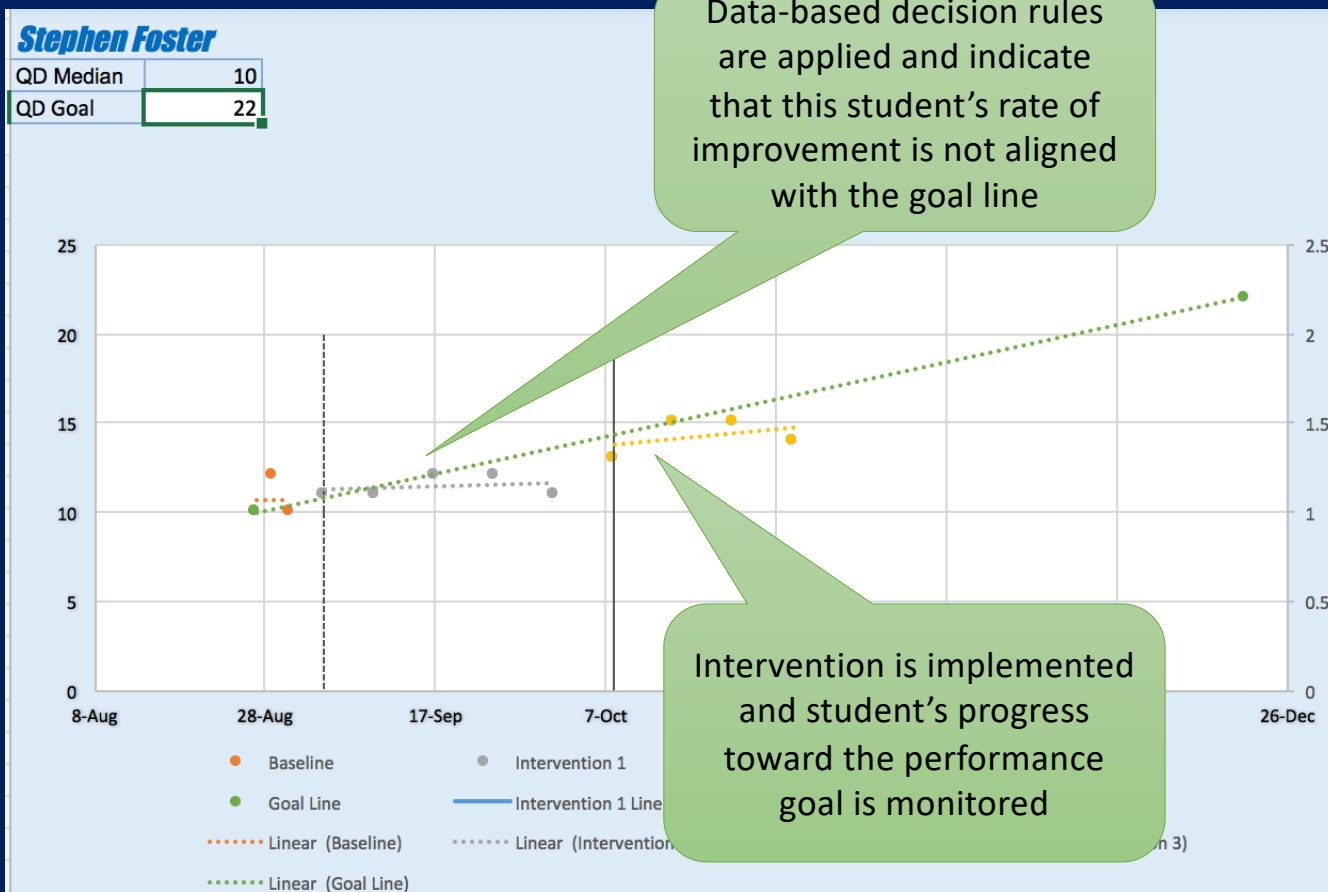 Data-based decision rules
are applied and indicate
that this student’s rate of
improvement is not aligned
with the goal line
Stephen Foster
QD Median 10
QD Goal 22
25 2.5
20 2
15 1.5
10 1
5 0.5
0 0
8-Aug 28-Aug 17-Sep 7-Oct 26-Dec
Intervention is implemented
and student’s progress
toward the performance
goal is monitored
Baseline Intervention 1
Goal Line Intervention 1 Line
Linear (Baseline) Linear (Intervention 3)
Linear (Goal Line)